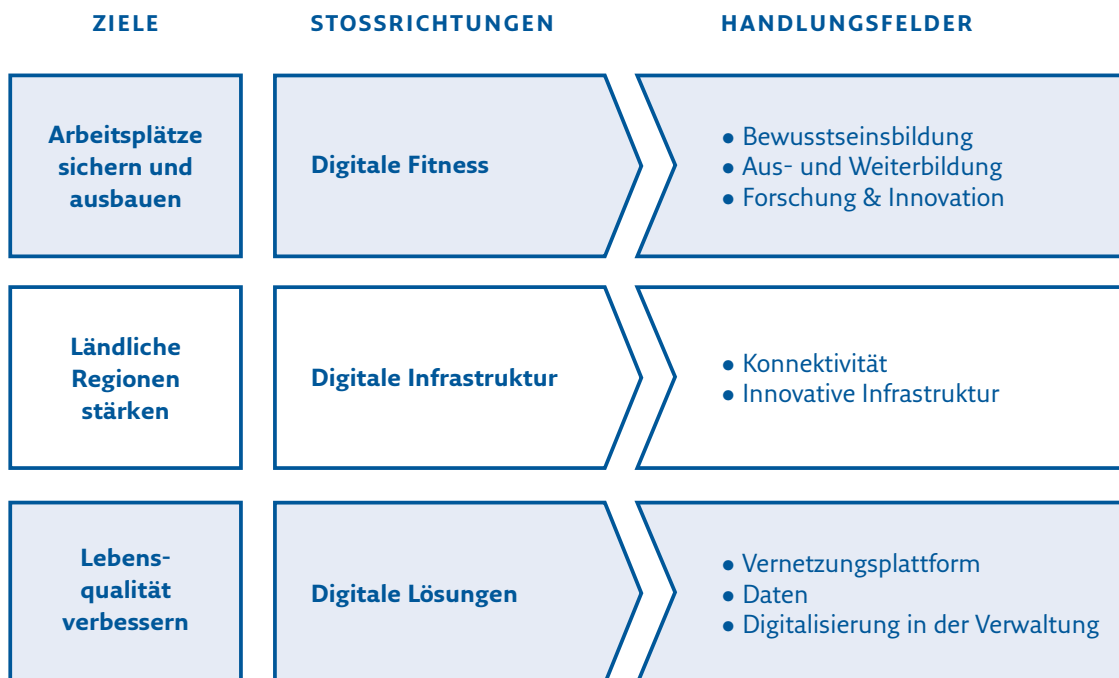 ZIELE
STOSSRICHTUNGEN
HANDLUNGSFELDER
Arbeitsplätze
sichern und
ausbauen
Digitale Fitness
● Bewusstseinsbildung
● Aus- und Weiterbildung
● Forschung & Innovation
Ländliche
Regionen
stärken
Digitale Infrastruktur
● Konnektivität
● Innovative Infrastruktur
Lebens-
qualität
verbessern
Digitale Lösungen
● Vernetzungsplattform
● Daten
● Digitalisierung in der Verwaltung